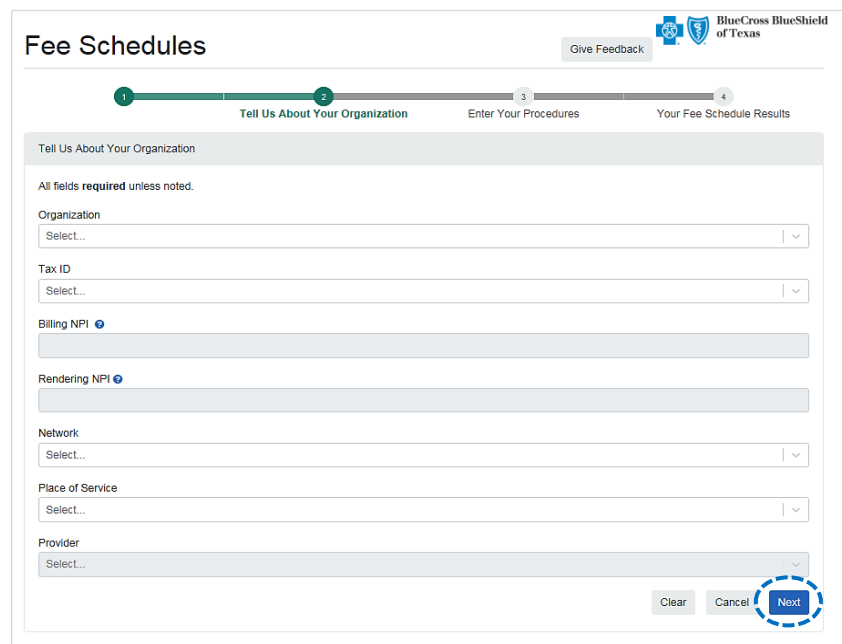 Fee Schedules
Give Feedback
BlueCross BlueShield
of Texas
1
2
3
4
Tell Us About Your Organization
Enter Your Procedures
Your Fee Schedule Results
Tell Us About Your Organization
All fields required unless noted.
Organization
Select...
Tax ID
Select...
Billing NPI ?
Rendering NPI ?
Network
Select...
Place of Service
Select...
Provider
Select...
Clear
Cancel
Next